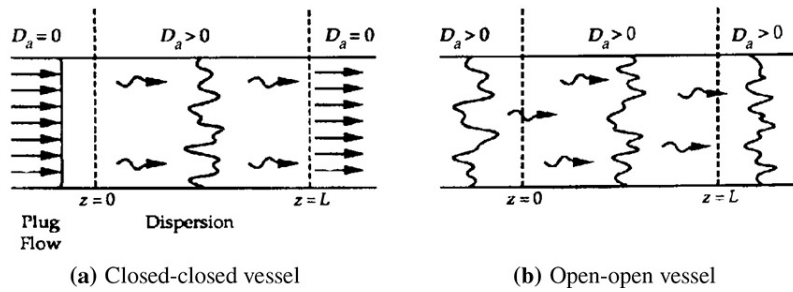 D_a = 0 D_a > 0 D_a = 0
z = 0 z = L
Plug Flow
Dispersion
(a) Closed-closed vessel
D_a > 0 D_a > 0 D_a > 0
z = 0 z = L
(b) Open-open vessel